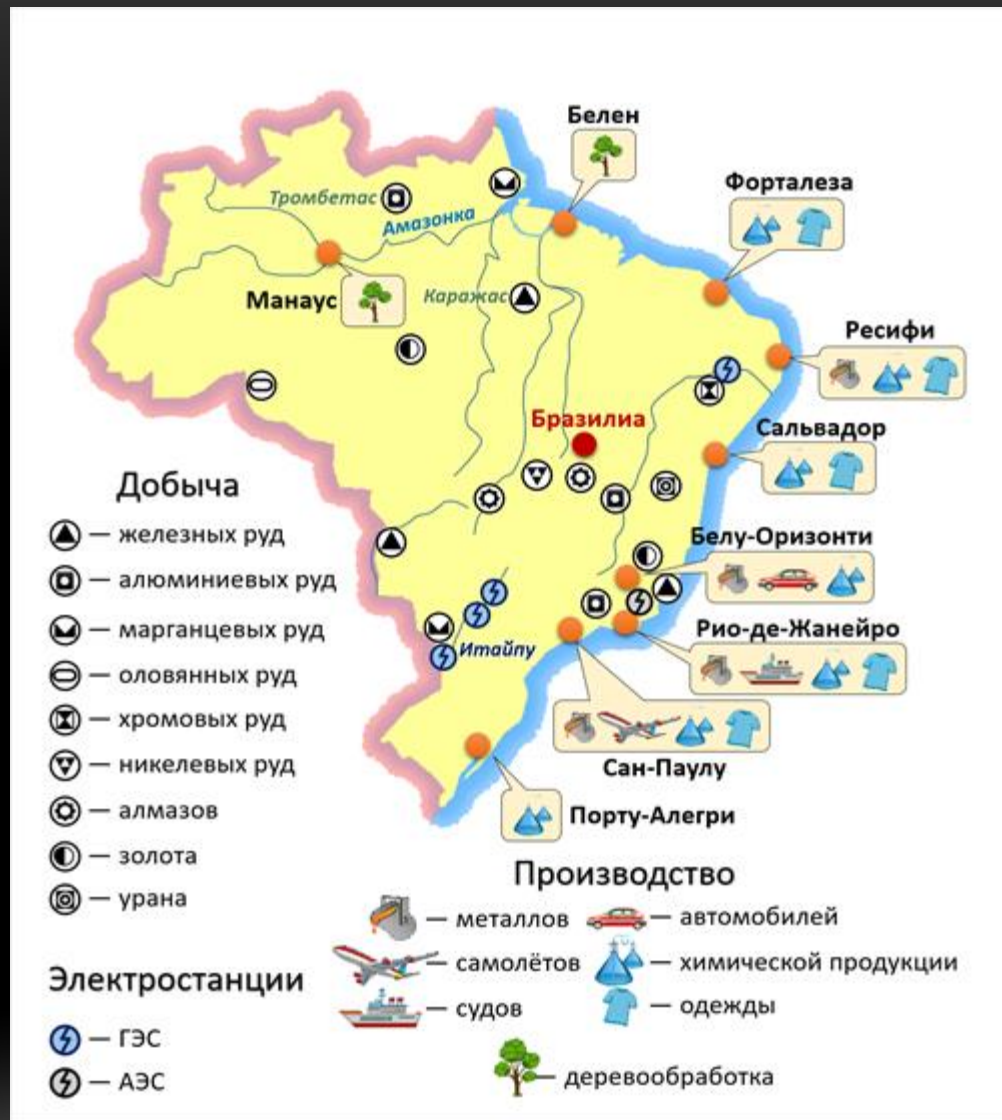 Белен
Форталеза
Тромбетас
Амазонка
Манаус
Каражас
Ресифи
Бразилиа
Сальвадор
Белу-Оризонти
Рио-де-Жанейро
Итайпу
Сан-Паулу
Порту-Алегри
Добыча
— железных руд
— алюминиевых руд
— марганцевых руд
— оловянных руд
— хромовых руд
— никелевых руд
— алмазов
— золота
— урана
Электростанции
— ГЭС
— АЭС
Производство
— металлов
— автомобилей
— самолётов
— химической продукции
— судов
— одежды
— деревообработка